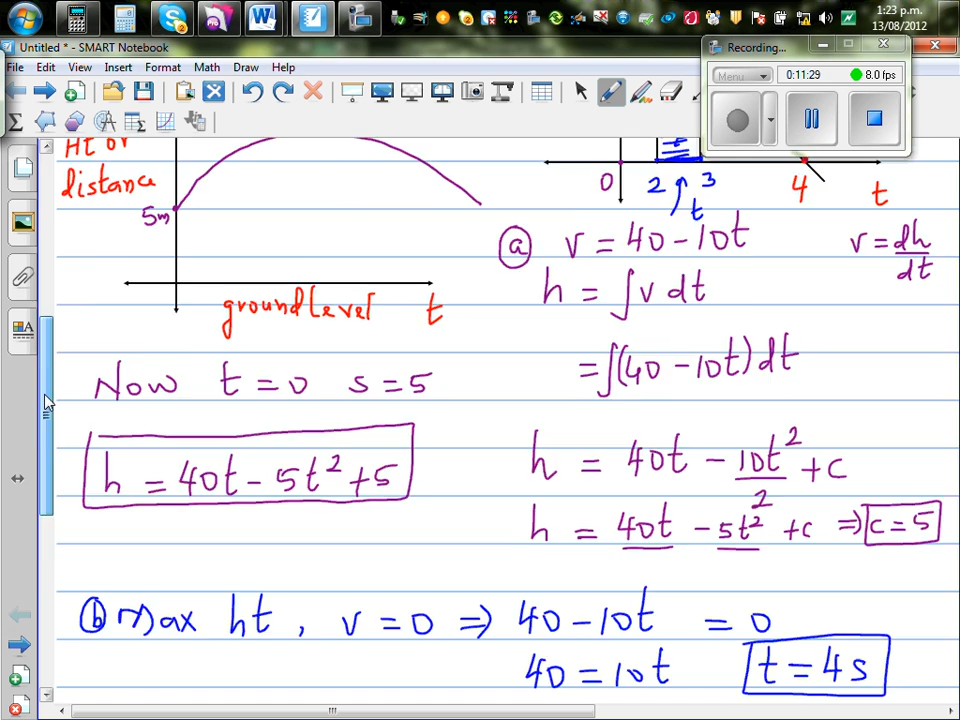 1:23 p.m.
13/08/2012
Untitled * - SMART Notebook
File Edit View Insert Format Math Draw Help
Recording...
Menu
0:11:29
8.0 fps
Ht or
distance
5m
ground level t
0 2 3 4 t
t
(a) v = 40 - 10t
v = dh/dt
h = ∫v dt
= ∫(40 - 10t) dt
Now t = 0 s = 5
h = 40t - 5t² + 5
h = 40t - 10t²/2 + c
h = 40t - 5t² + c ⇒ c = 5
(b) Max ht, v = 0 ⇒ 40 - 10t = 0
40 = 10t t = 4s